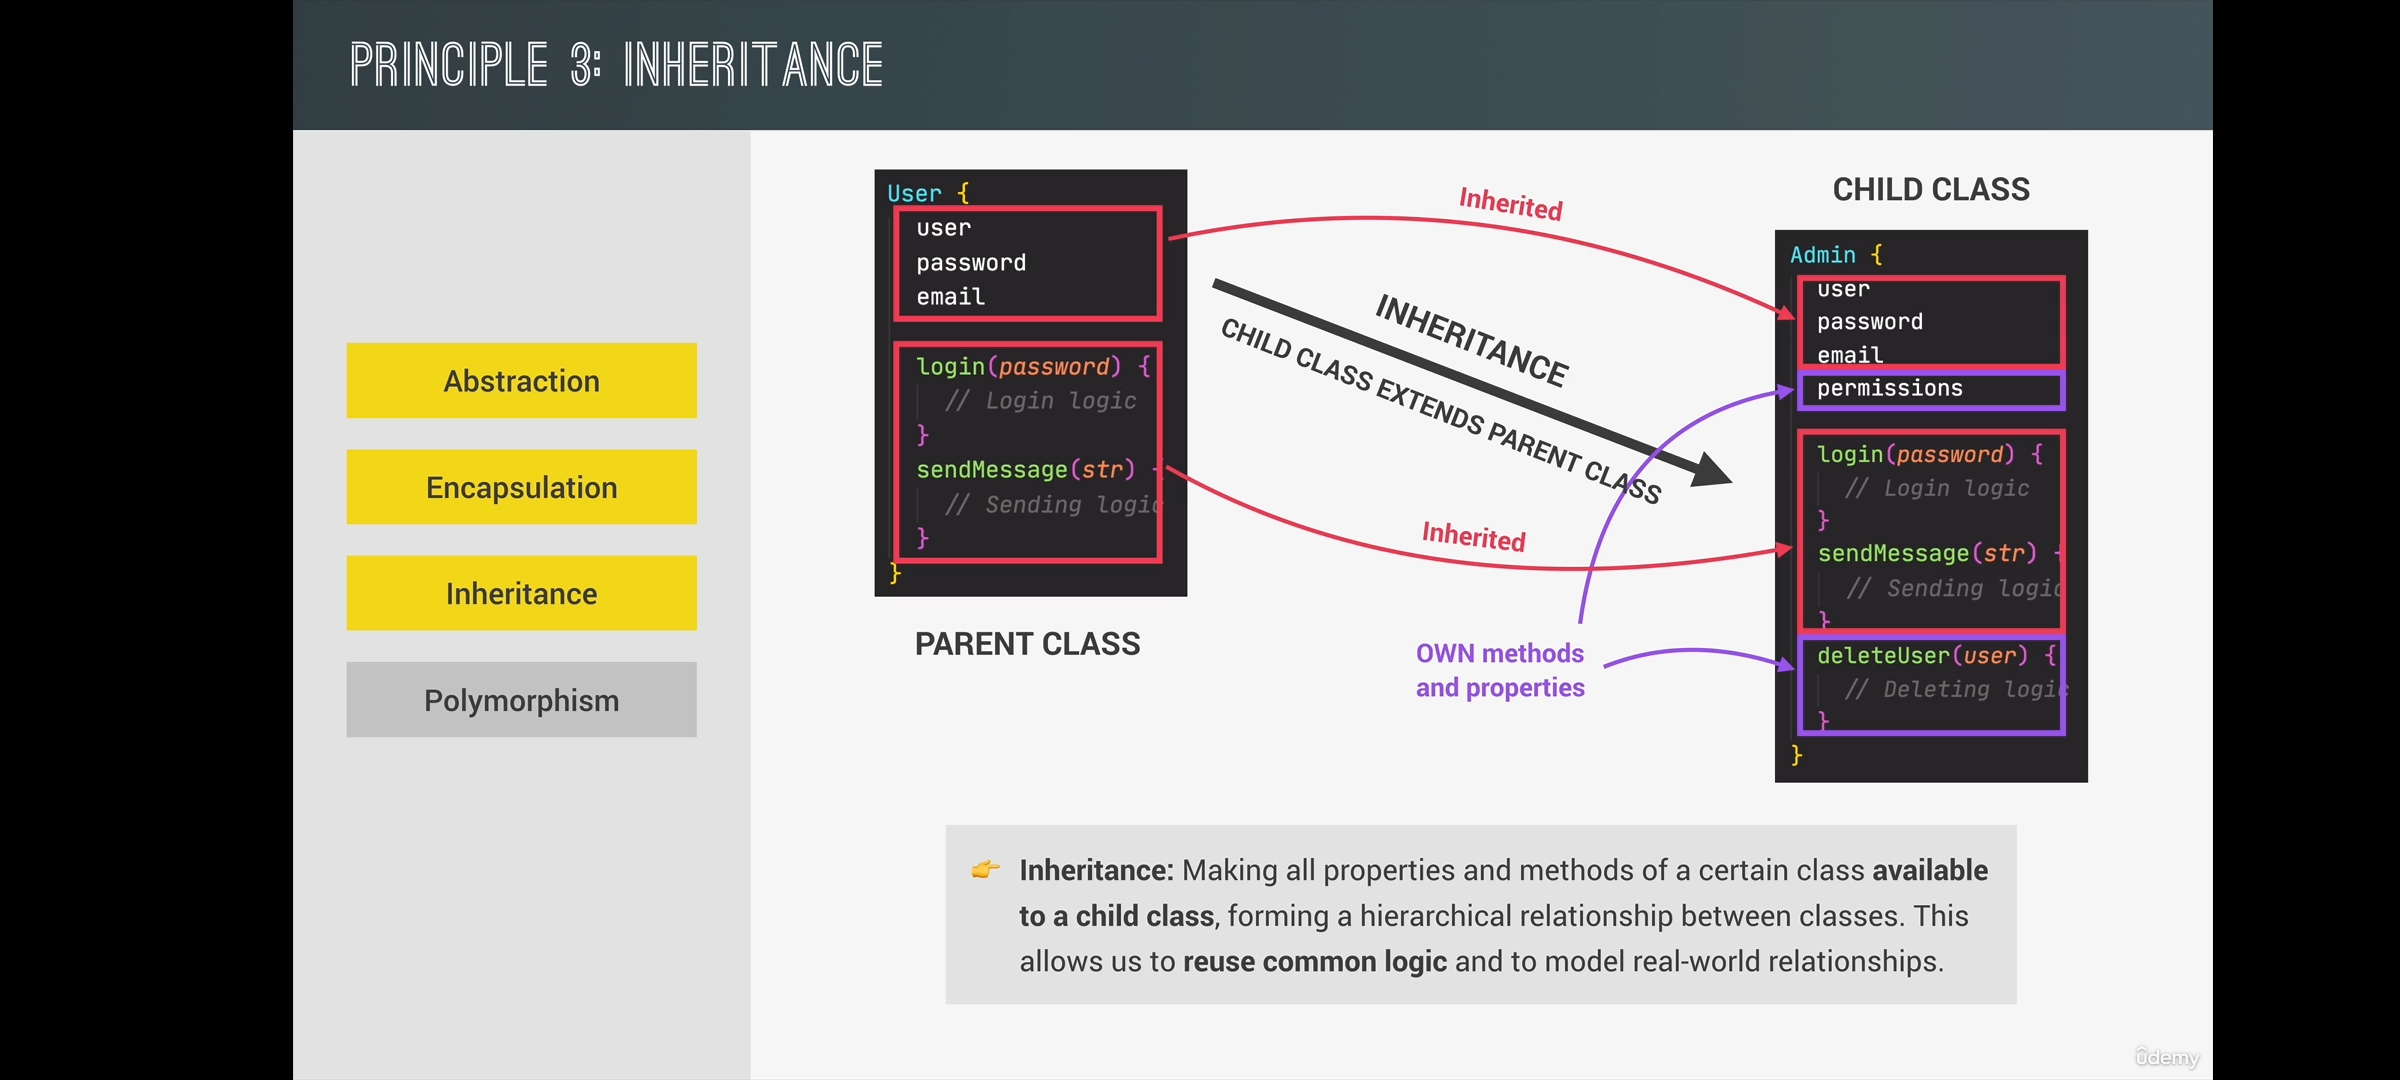 PRINCIPLE 3: INHERITANCE
Abstraction
Encapsulation
Inheritance
Polymorphism
User {
user
password
email
login(password) {
// Login logic
}
sendMessage(str) {
// Sending logic
}
}
PARENT CLASS
Inherited
INHERITANCE
CHILD CLASS EXTENDS PARENT CLASS
Inherited
OWN methods
and properties
CHILD CLASS
Admin {
user
password
email
permissions
login(password) {
// Login logic
}
sendMessage(str) {
// Sending logic
}
deleteUser(user) {
// Deleting logic
}
}
👉 Inheritance: Making all properties and methods of a certain class available
to a child class, forming a hierarchical relationship between classes. This
allows us to reuse common logic and to model real-world relationships.
ûdemy